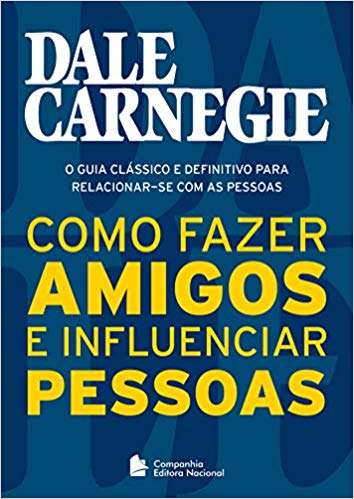 DALE
CARNEGIE
O GUIA CLÁSSICO E DEFINITIVO PARA
RELACIONAR-SE COM AS PESSOAS
COMO FAZER
AMIGOS
E INFLUENCIAR
PESSOAS
Companhia
Editora Nacional